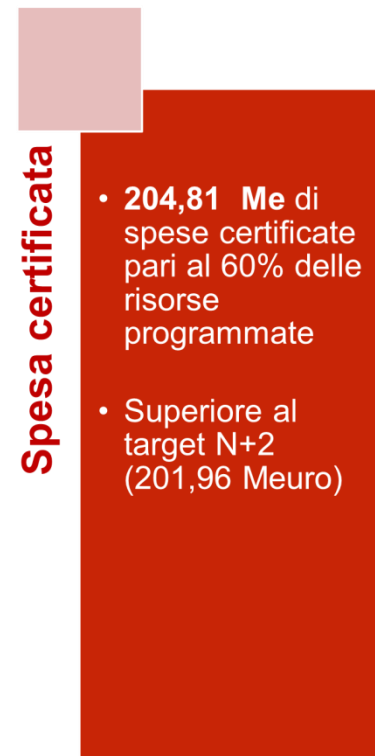 Spesa certificata
• 204,81  Me di
spese certificate
pari al 60% delle
risorse
programmate
• Superiore al
target N+2
(201,96 Meuro)